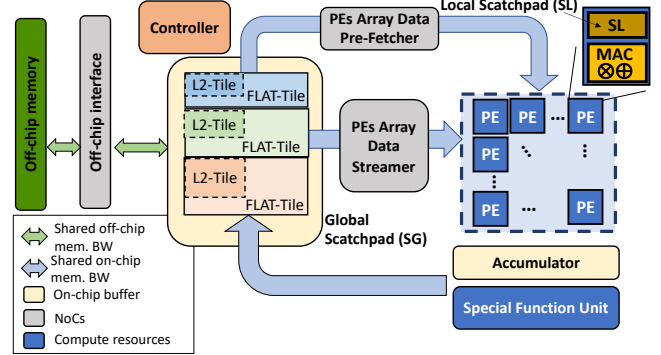 Local Scatchpad (SL)
Controller
PEs Array Data
Pre-Fetcher
SL
MAC
Off-chip memory
Off-chip interface
L2-Tile
FLAT-Tile
L2-Tile
FLAT-Tile
L2-Tile
FLAT-Tile
PEs Array
Data
Streamer
PE
PE
...
PE
PE
PE
...
PE
Global
Scatchpad (SG)
Shared off-chip
mem. BW
Shared on-chip
mem. BW
On-chip buffer
NoCs
Compute resources
Accumulator
Special Function Unit